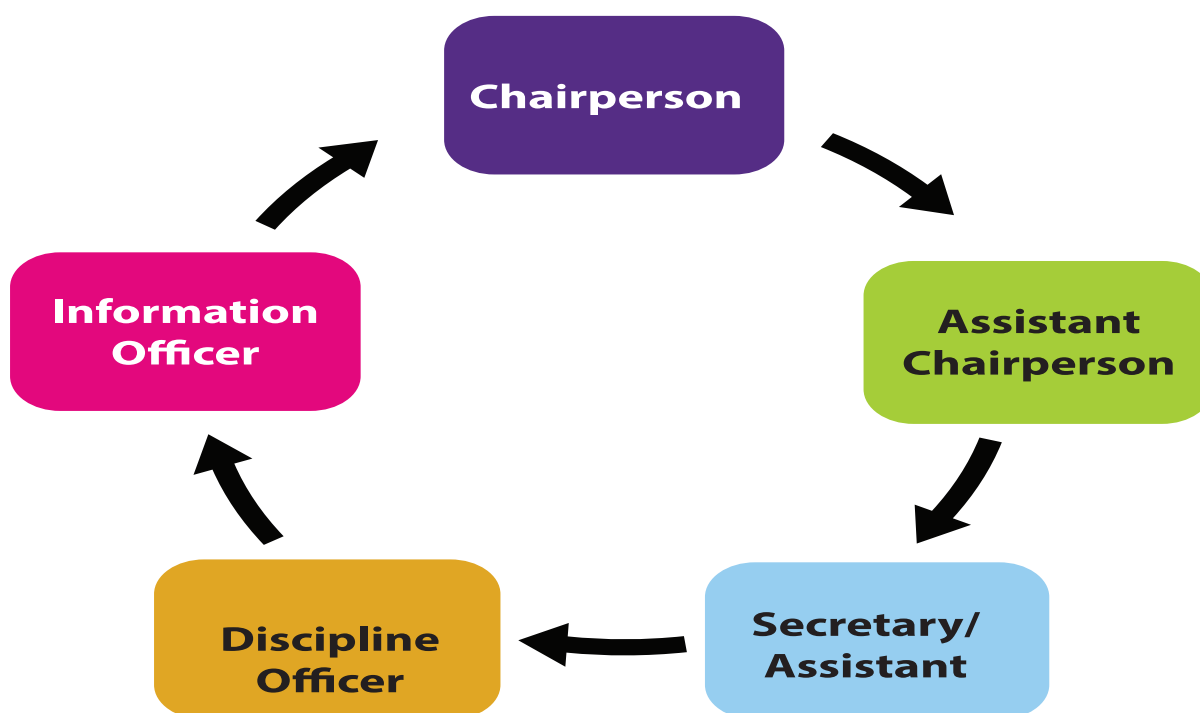 Chairperson
Assistant
Chairperson
Secretary/
Assistant
Discipline
Officer
Information
Officer